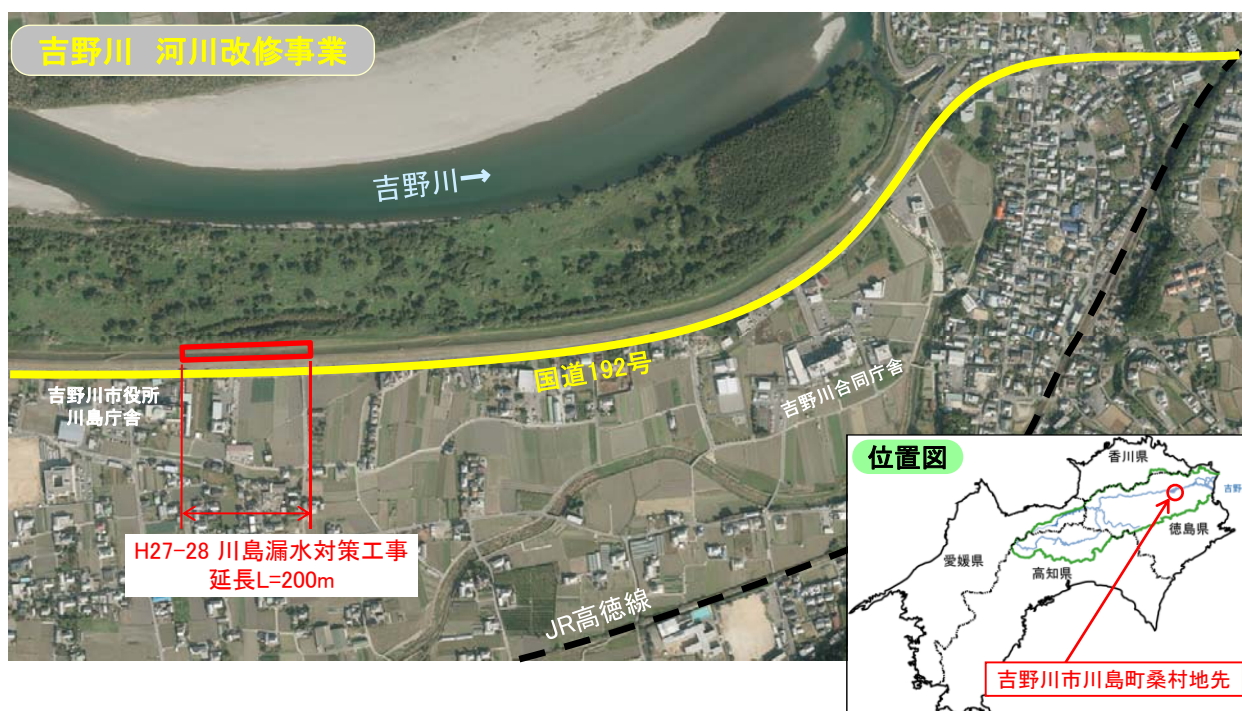 吉野川　河川改修事業
吉野川→
国道192号
吉野川市役所
川島庁舎
吉野川合同庁舎
H27-28 川島漏水対策工事
延長L=200m
JR高徳線
位置図
香川県
吉野
徳島県
愛媛県
高知県
吉野川市川島町桑村地先